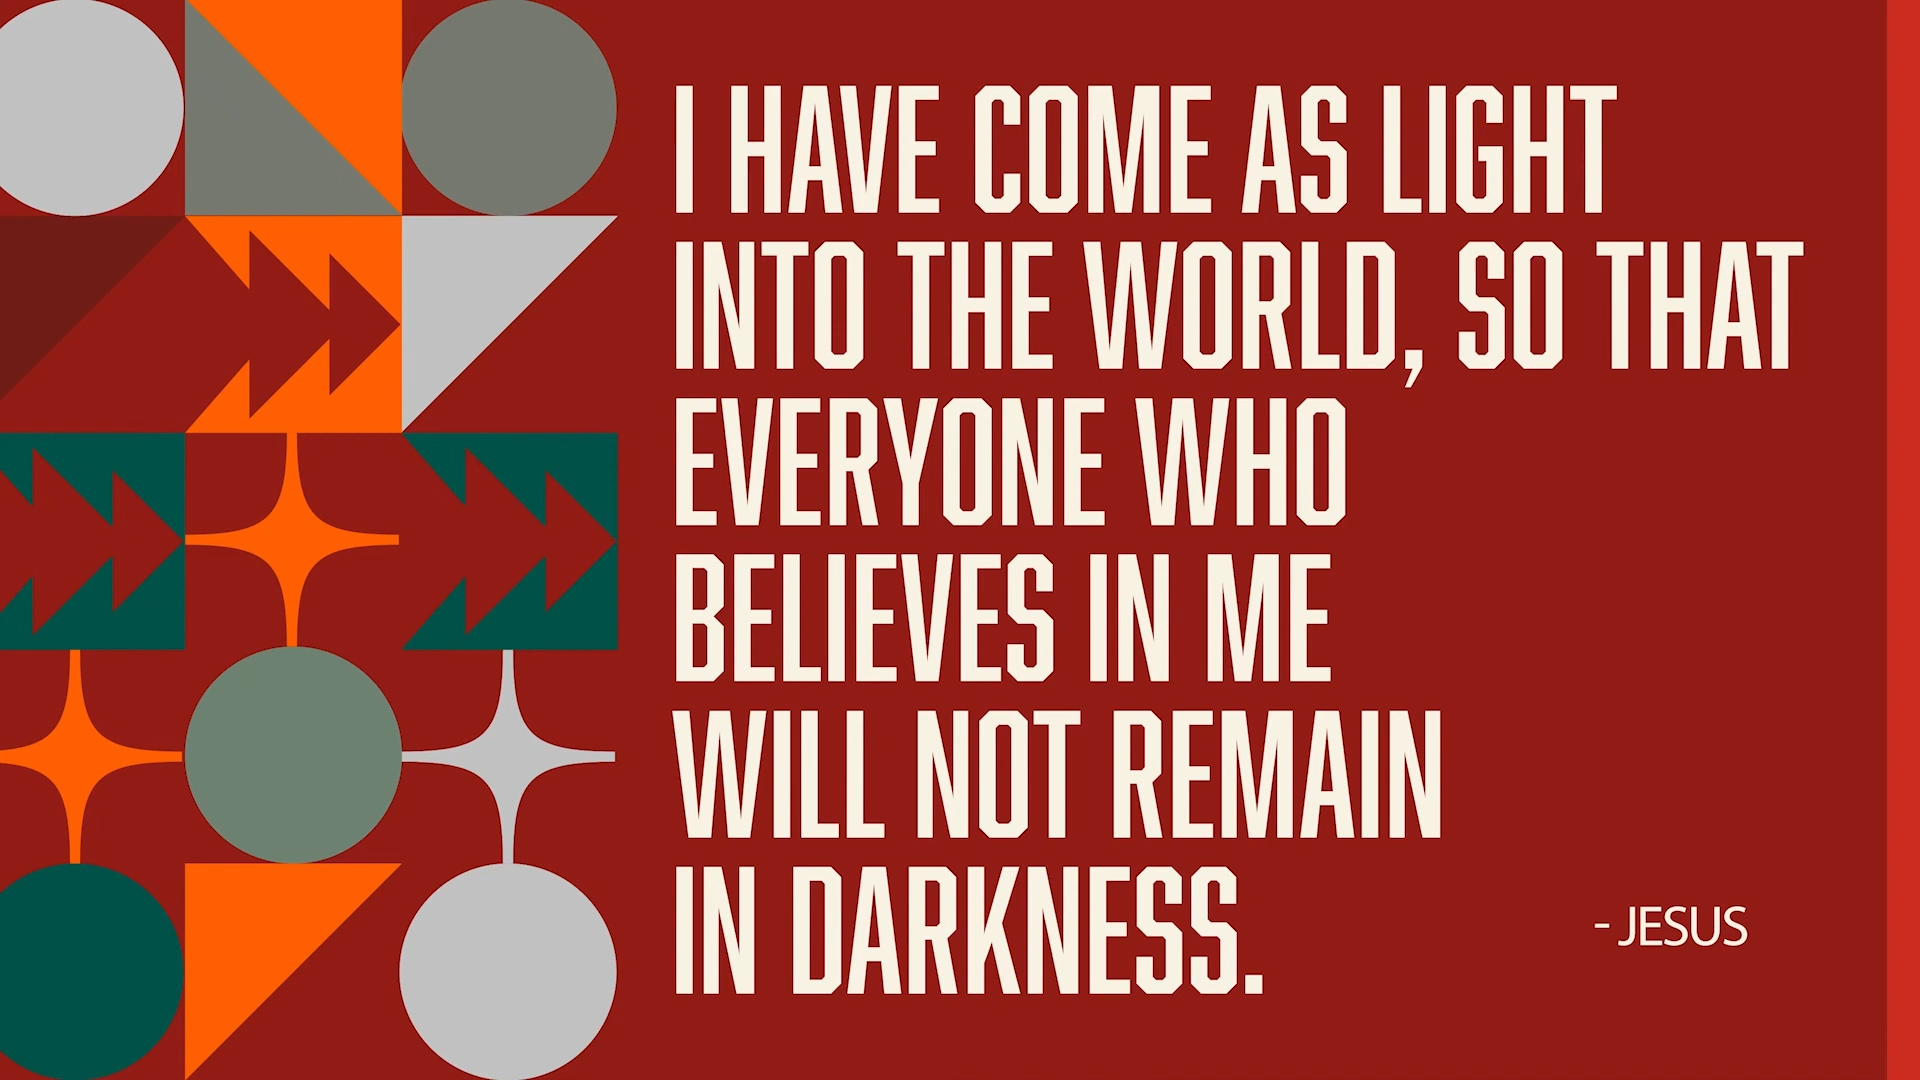 I HAVE COME AS LIGHT
INTO THE WORLD, SO THAT
EVERYONE WHO
BELIEVES IN ME
WILL NOT REMAIN
IN DARKNESS.
- JESUS